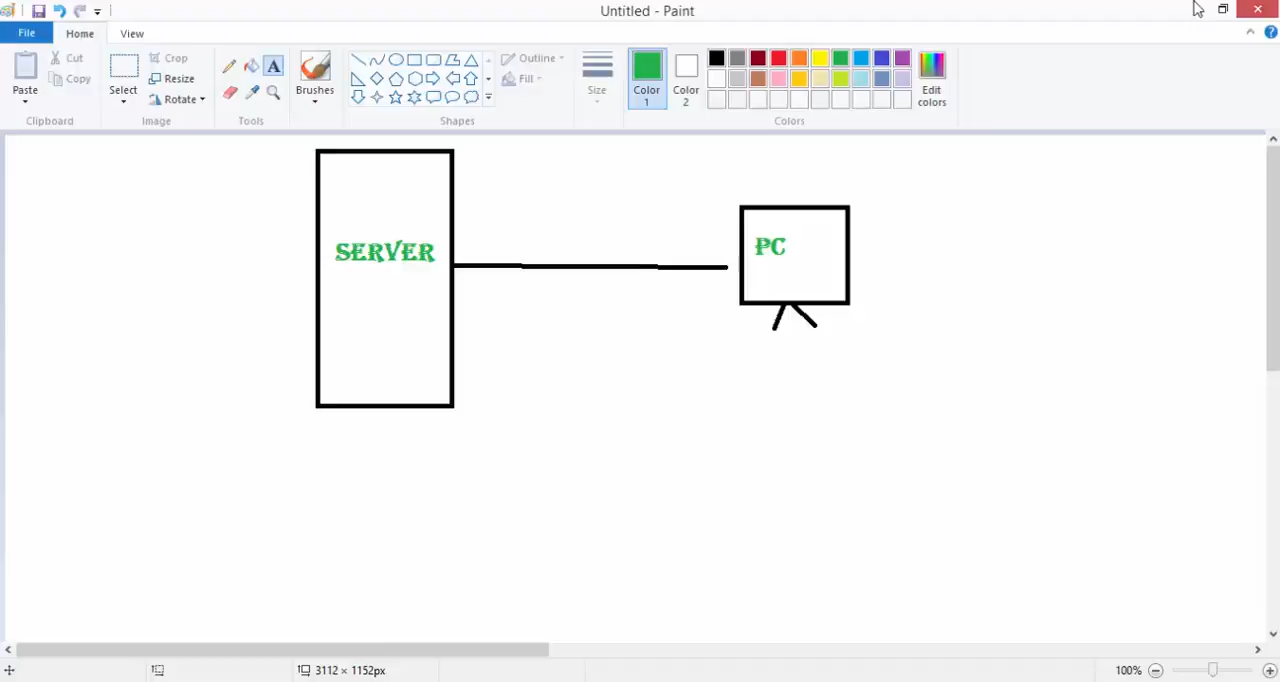 Untitled - Paint
File
Home
View
Paste
Cut
Copy
Clipboard
Select
Crop
Resize
Rotate
Image
A
Tools
Brushes
Outline
Fill
Shapes
Size
Color
1
Color
2
Edit
colors
Colors
SERVER
PC
3112 × 1152px
100%